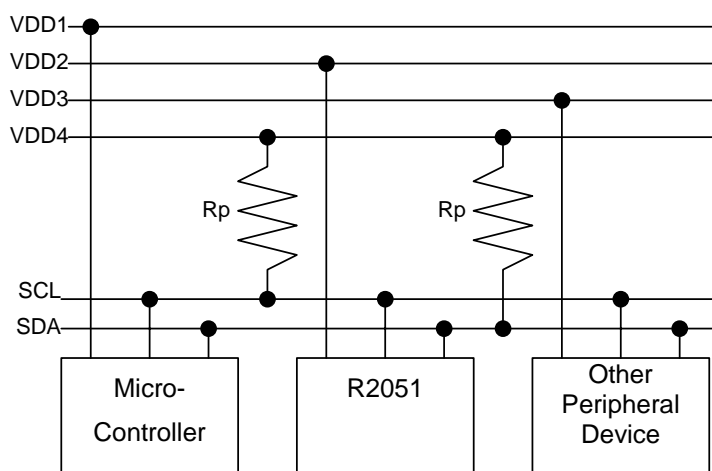 VDD1
VDD2
VDD3
VDD4
Rp
Rp
SCL
SDA
Micro-
Controller
R2051
Other
Peripheral
Device